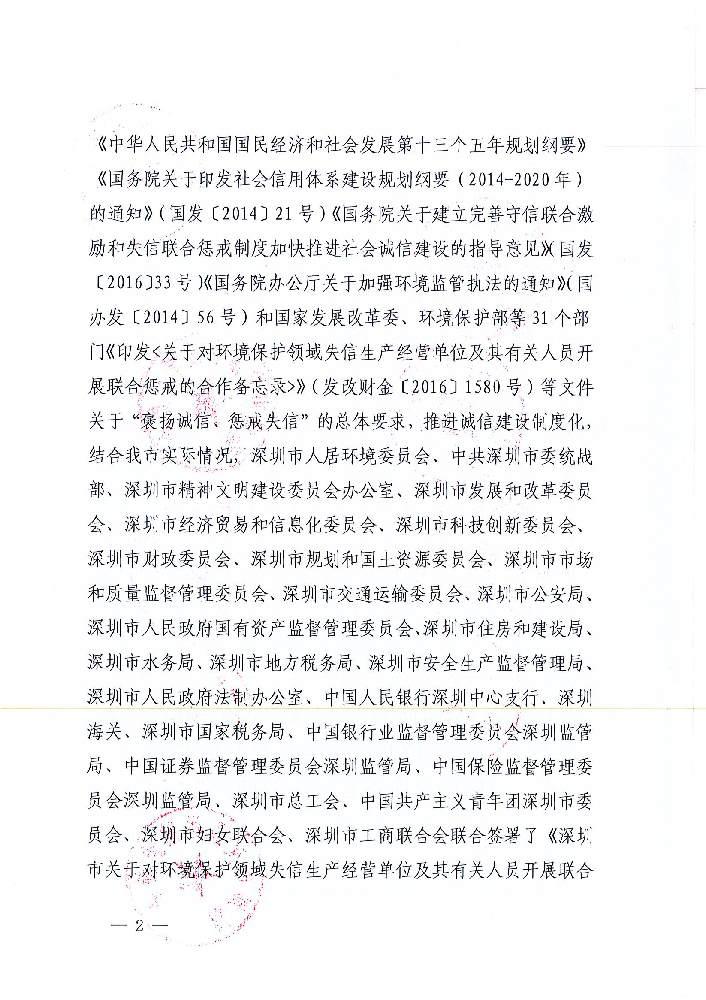 《中华人民共和国国民经济和社会发展第十三个五年规划纲要》
《国务院关于印发社会信用体系建设规划纲要（2014-2020年）
的通知》（国发〔2014〕21号）《国务院关于建立完善守信联合激
励和失信联合惩戒制度加快推进社会诚信建设的指导意见》（国发
〔2016〕33号）《国务院办公厅关于加强环境监管执法的通知》（国
办发〔2014〕56号）和国家发展改革委、环境保护部等31个部
门《印发<关于对环境保护领域失信生产经营单位及其有关人员开
展联合惩戒的合作备忘录>》（发改财金〔2016〕1580号）等文件
关于“褒扬诚信、惩戒失信”的总体要求，推进诚信建设制度化，
结合我市实际情况，深圳市人居环境委员会、中共深圳市委统战
部、深圳市精神文明建设委员会办公室、深圳市发展和改革委员
会、深圳市经济贸易和信息化委员会、深圳市科技创新委员会、
深圳市财政委员会、深圳市规划和国土资源委员会、深圳市市场
和质量监督管理委员会、深圳市交通运输委员会、深圳市公安局、
深圳市人民政府国有资产监督管理委员会、深圳市住房和建设局、
深圳市水务局、深圳市地方税务局、深圳市安全生产监督管理局、
深圳市人民政府法制办公室、中国人民银行深圳中心支行、深圳
海关、深圳市国家税务局、中国银行业监督管理委员会深圳监管
局、中国证券监督管理委员会深圳监管局、中国保险监督管理委
员会深圳监管局、深圳市总工会、中国共产主义青年团深圳市委
员会、深圳市妇女联合会、深圳市工商联合会联合签署了《深圳
市关于对环境保护领域失信生产经营单位及其有关人员开展联合
— 2 —